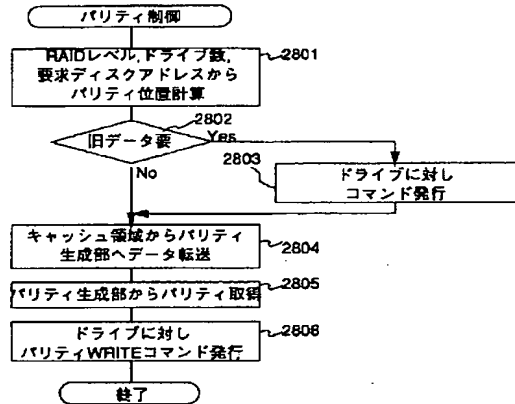 パリティ制御
RAIDレベル,ドライブ数,
要求ディスクアドレスから
パリティ位置計算
2801
2802
旧データ要
Yes
No
2803
ドライブに対し
コマンド発行
キャッシュ領域からパリティ
生成部へデータ転送
2804
パリティ生成部からパリティ取得
2805
ドライブに対し
パリティWRITEコマンド発行
2806
終了